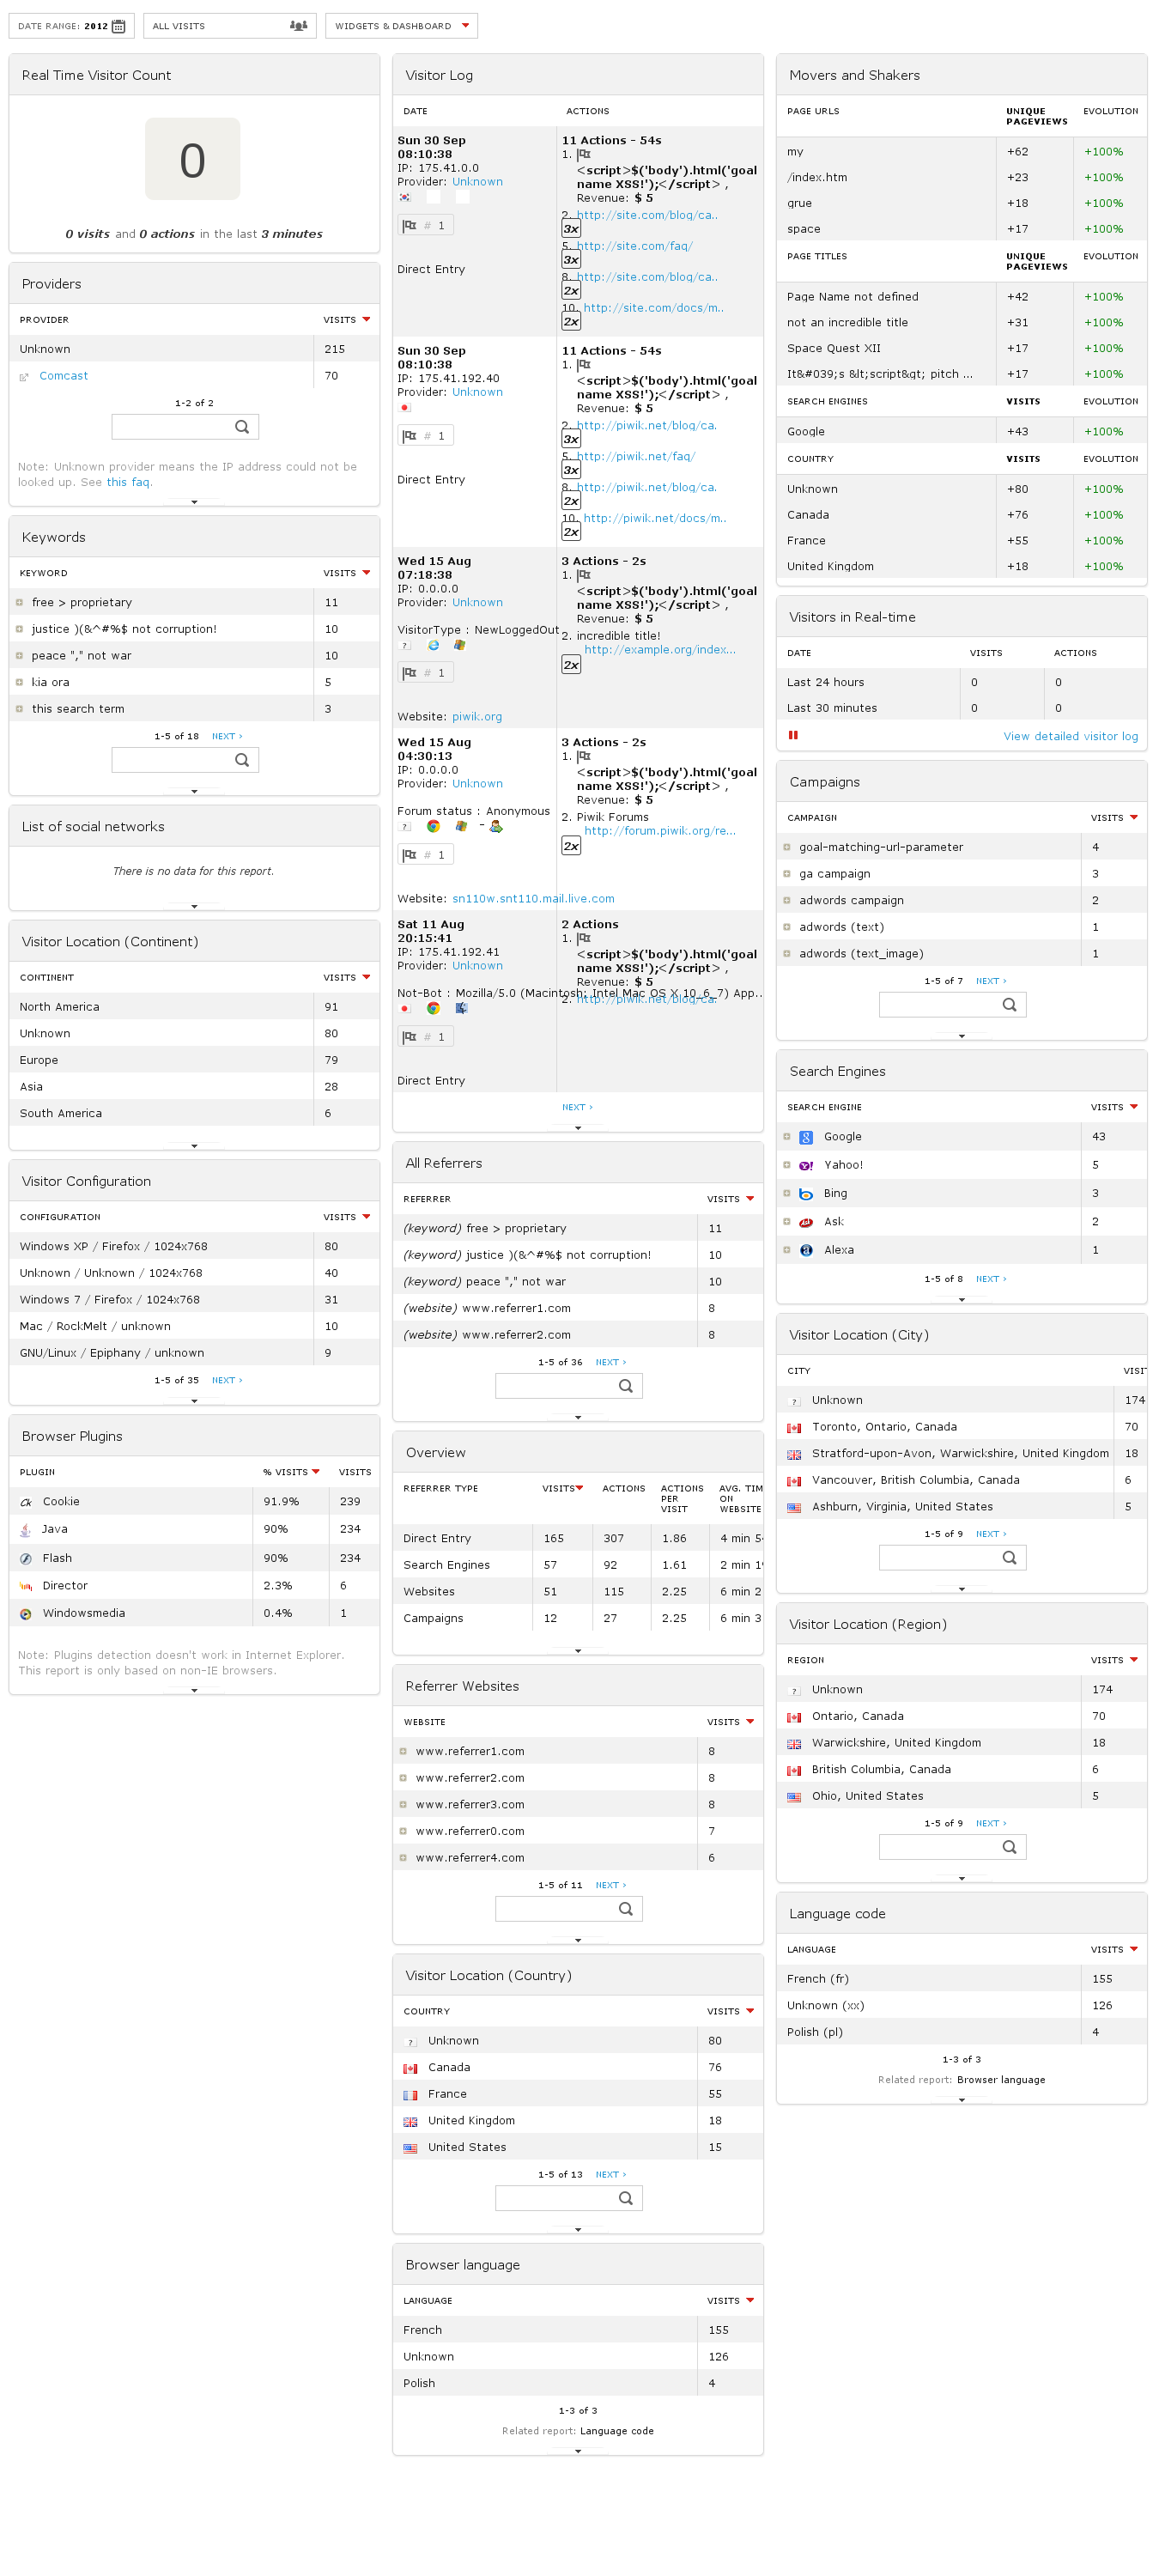 DATE RANGE: 2012
ALL VISITS
WIDGETS & DASHBOARD
Real Time Visitor Count
0
0 visits and 0 actions in the last 3 minutes
Providers
PROVIDER VISITS
Unknown 215
Comcast 70
1-2 of 2
Note: Unknown provider means the IP address could not be
looked up. See this faq.
Keywords
KEYWORD VISITS
free > proprietary 11
justice )(&^#%$ not corruption! 10
peace "," not war 10
kia ora 5
this search term 3
1-5 of 18 NEXT ›
List of social networks
There is no data for this report.
Visitor Location (Continent)
CONTINENT VISITS
North America 91
Unknown 80
Europe 79
Asia 28
South America 6
Visitor Configuration
CONFIGURATION VISITS
Windows XP / Firefox / 1024x768 80
Unknown / Unknown / 1024x768 40
Windows 7 / Firefox / 1024x768 31
Mac / RockMelt / unknown 10
GNU/Linux / Epiphany / unknown 9
1-5 of 35 NEXT ›
Browser Plugins
PLUGIN % VISITS VISITS
Cookie 91.9% 239
Java 90% 234
Flash 90% 234
Director 2.3% 6
Windowsmedia 0.4% 1
Note: Plugins detection doesn't work in Internet Explorer.
This report is only based on non-IE browsers.
Visitor Log
DATE ACTIONS
Sun 30 Sep
08:10:38
IP: 175.41.0.0
Provider: Unknown
# 1
Direct Entry
11 Actions - 54s
1.
<script>$('body').html('goal
name XSS!');</script> ,
Revenue: $ 5
2. http://site.com/blog/ca..
3x
5. http://site.com/faq/
3x
8. http://site.com/blog/ca..
2x
10. http://site.com/docs/m..
2x
Sun 30 Sep
08:10:38
IP: 175.41.192.40
Provider: Unknown
# 1
Direct Entry
11 Actions - 54s
1.
<script>$('body').html('goal
name XSS!');</script> ,
Revenue: $ 5
2. http://piwik.net/blog/ca.
3x
5. http://piwik.net/faq/
3x
8. http://piwik.net/blog/ca.
2x
10. http://piwik.net/docs/m..
2x
Wed 15 Aug
07:18:38
IP: 0.0.0.0
Provider: Unknown
VisitorType : NewLoggedOut
# 1
Website: piwik.org
3 Actions - 2s
1.
<script>$('body').html('goal
name XSS!');</script> ,
Revenue: $ 5
2. incredible title!
http://example.org/index...
2x
Wed 15 Aug
04:30:13
IP: 0.0.0.0
Provider: Unknown
Forum status : Anonymous
-
# 1
Website: sn110w.snt110.mail.live.com
3 Actions - 2s
1.
<script>$('body').html('goal
name XSS!');</script> ,
Revenue: $ 5
2. Piwik Forums
http://forum.piwik.org/re...
2x
Sat 11 Aug
20:15:41
IP: 175.41.192.41
Provider: Unknown
Not-Bot : Mozilla/5.0 (Macintosh; Intel Mac OS X 10_6_7) App..
# 1
Direct Entry
2 Actions
1.
<script>$('body').html('goal
name XSS!');</script> ,
Revenue: $ 5
2. http://piwik.net/blog/ca.
NEXT ›
All Referrers
REFERRER VISITS
(keyword) free > proprietary 11
(keyword) justice )(&^#%$ not corruption! 10
(keyword) peace "," not war 10
(website) www.referrer1.com 8
(website) www.referrer2.com 8
1-5 of 36 NEXT ›
Overview
REFERRER TYPE VISITS ACTIONS ACTIONS PER VISIT AVG. TIM ON WEBSITE
Direct Entry 165 307 1.86 4 min 5
Search Engines 57 92 1.61 2 min 1
Websites 51 115 2.25 6 min 2
Campaigns 12 27 2.25 6 min 3
Referrer Websites
WEBSITE VISITS
www.referrer1.com 8
www.referrer2.com 8
www.referrer3.com 8
www.referrer0.com 7
www.referrer4.com 6
1-5 of 11 NEXT ›
Visitor Location (Country)
COUNTRY VISITS
Unknown 80
Canada 76
France 55
United Kingdom 18
United States 15
1-5 of 13 NEXT ›
Browser language
LANGUAGE VISITS
French 155
Unknown 126
Polish 4
1-3 of 3
Related report: Language code
Movers and Shakers
PAGE URLS UNIQUE PAGEVIEWS EVOLUTION
my +62 +100%
/index.htm +23 +100%
grue +18 +100%
space +17 +100%
PAGE TITLES UNIQUE PAGEVIEWS EVOLUTION
Page Name not defined +42 +100%
not an incredible title +31 +100%
Space Quest XII +17 +100%
It&#039;s &lt;script&gt; pitch ... +17 +100%
SEARCH ENGINES VISITS EVOLUTION
Google +43 +100%
COUNTRY VISITS EVOLUTION
Unknown +80 +100%
Canada +76 +100%
France +55 +100%
United Kingdom +18 +100%
Visitors in Real-time
DATE VISITS ACTIONS
Last 24 hours 0 0
Last 30 minutes 0 0
View detailed visitor log
Campaigns
CAMPAIGN VISITS
goal-matching-url-parameter 4
ga campaign 3
adwords campaign 2
adwords (text) 1
adwords (text_image) 1
1-5 of 7 NEXT ›
Search Engines
SEARCH ENGINE VISITS
Google 43
Yahoo! 5
Bing 3
Ask 2
Alexa 1
1-5 of 8 NEXT ›
Visitor Location (City)
CITY VISIT
Unknown 174
Toronto, Ontario, Canada 70
Stratford-upon-Avon, Warwickshire, United Kingdom 18
Vancouver, British Columbia, Canada 6
Ashburn, Virginia, United States 5
1-5 of 9 NEXT ›
Visitor Location (Region)
REGION VISITS
Unknown 174
Ontario, Canada 70
Warwickshire, United Kingdom 18
British Columbia, Canada 6
Ohio, United States 5
1-5 of 9 NEXT ›
Language code
LANGUAGE VISITS
French (fr) 155
Unknown (xx) 126
Polish (pl) 4
1-3 of 3
Related report: Browser language